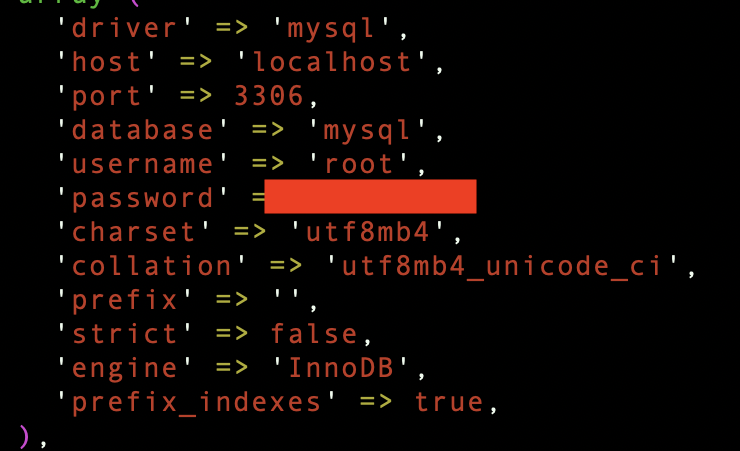 array (
'driver' => 'mysql',
'host' => 'localhost',
'port' => 3306,
'database' => 'mysql',
'username' => 'root',
'password' =
'charset' => 'utf8mb4',
'collation' => 'utf8mb4_unicode_ci',
'prefix' => '',
'strict' => false,
'engine' => 'InnoDB',
'prefix_indexes' => true,
),